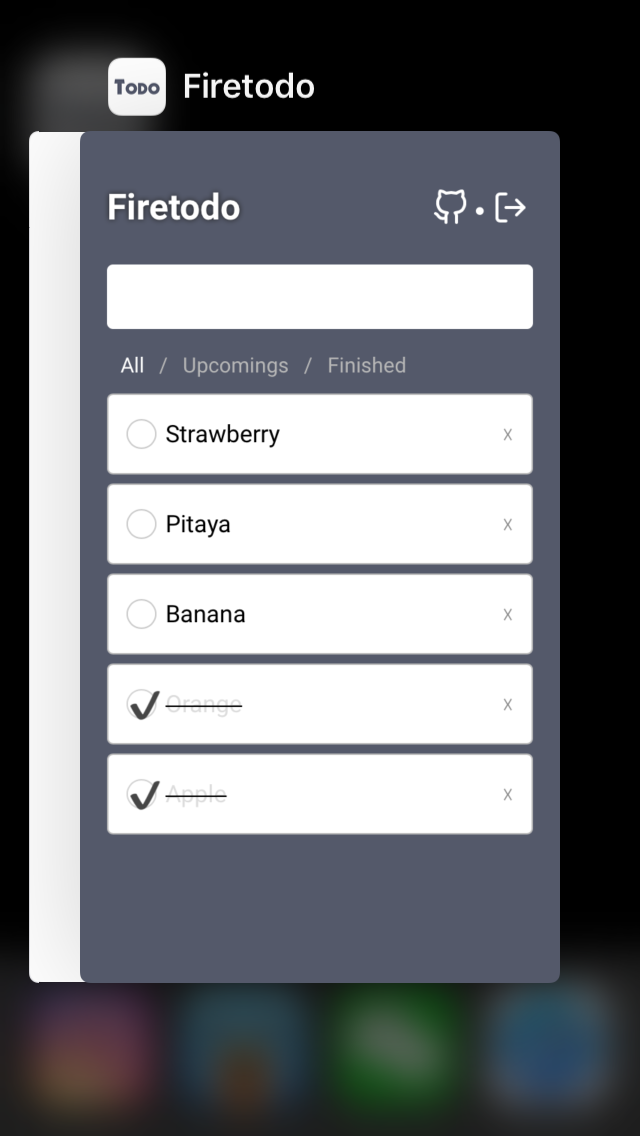 TODO Firetodo
Firetodo
All / Upcomings / Finished
Strawberry x
Pitaya x
Banana x
Orange x
Apple x